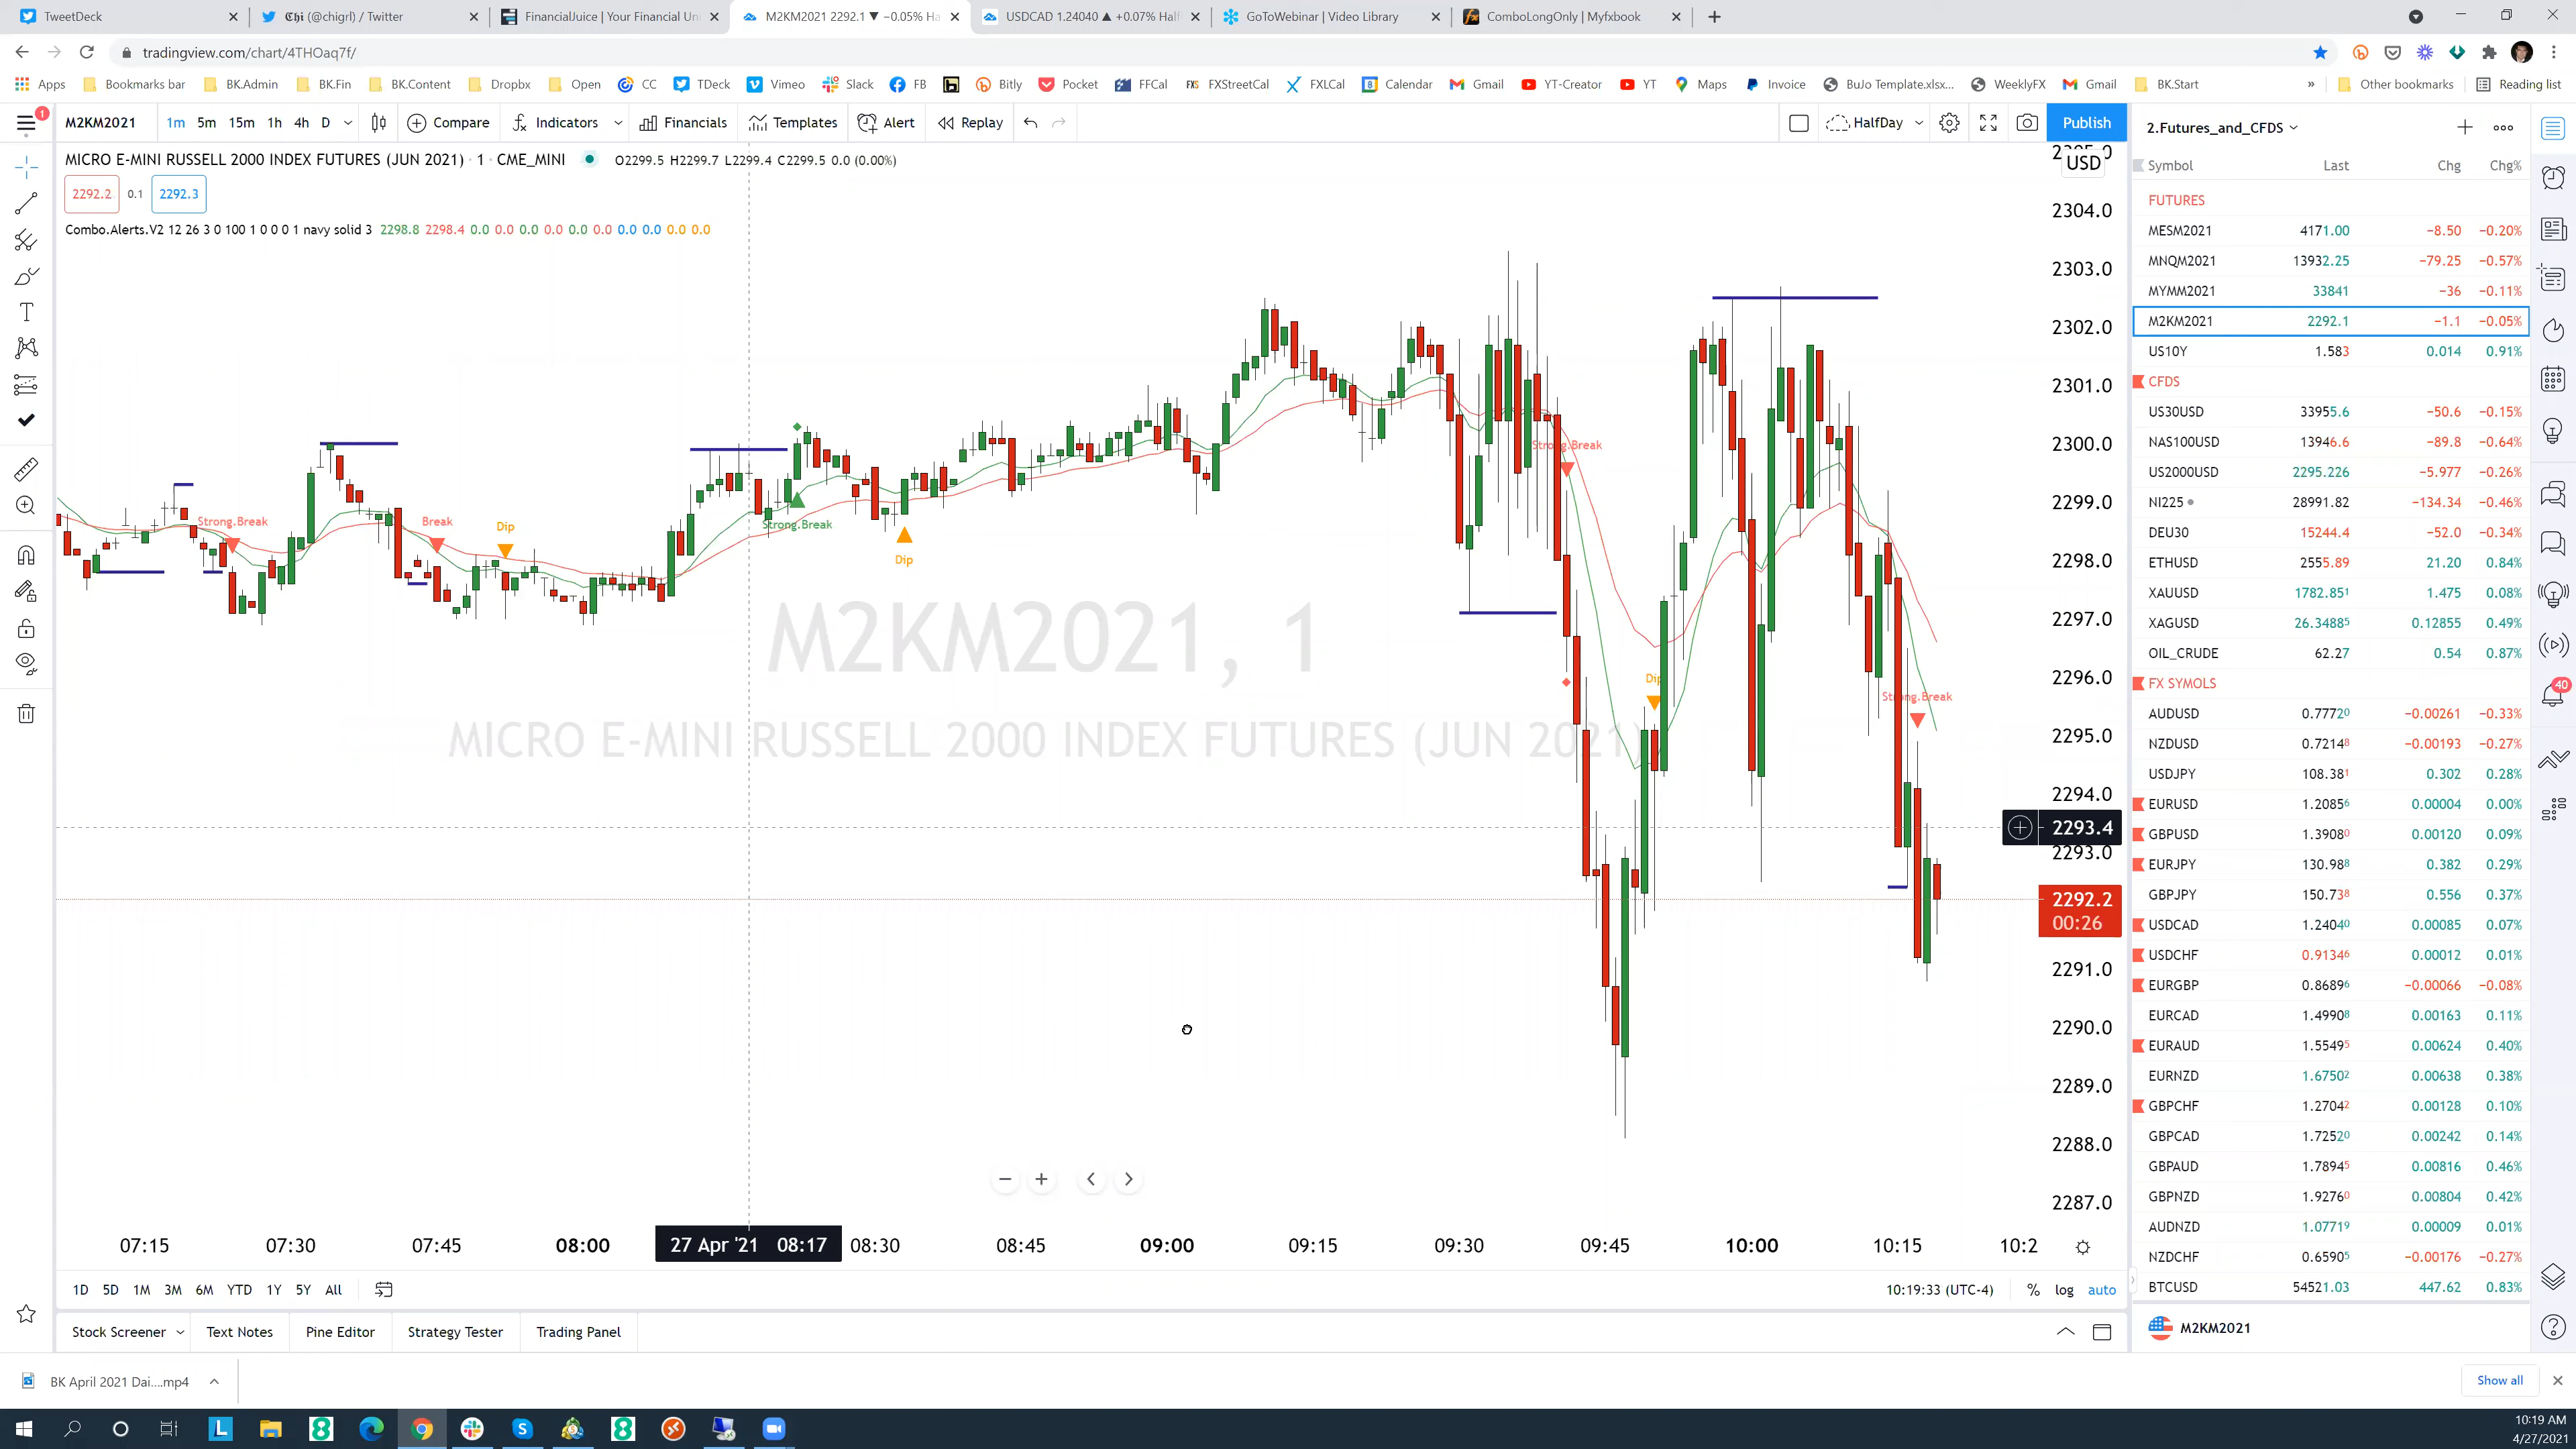 TweetDeck
𝕮𝖍𝖎 (@chigrl) / Twitter
FinancialJuice | Your Financial Un
M2KM2021 2292.1 ▼ −0.05% Ha
USDCAD 1.24040 ▲ +0.07% Half
GoToWebinar | Video Library
ComboLongOnly | Myfxbook
tradingview.com/chart/4THOaq7f/
Apps Bookmarks bar BK.Admin BK.Fin BK.Content Dropbx Open CC TDeck Vimeo Slack FB Bitly Pocket FFCal FXStreetCal FXLCal Calendar Gmail YT-Creator YT Maps Invoice BuJo Template.xlsx... WeeklyFX Gmail BK.Start » Other bookmarks Reading list
1 M2KM2021 1m 5m 15m 1h 4h D Compare Indicators Financials Templates Alert Replay HalfDay Publish
MICRO E-MINI RUSSELL 2000 INDEX FUTURES (JUN 2021) · 1 · CME_MINI O2299.5 H2299.7 L2299.4 C2299.5 0.0 (0.00%)
2292.2 0.1 2292.3
Combo.Alerts.V2 12 26 3 0 100 1 0 0 0 1 navy solid 3 2298.8 2298.4 0.0 0.0 0.0 0.0 0.0 0.0 0.0 0.0 0.0 0.0
Strong.Break
Break
Dip
Strong.Break
Dip
Strong.Break
Dip
Strong.Break
M2KM2021, 1
MICRO E-MINI RUSSELL 2000 INDEX FUTURES (JUN 2021)
USD
2304.0
2303.0
2302.0
2301.0
2300.0
2299.0
2298.0
2297.0
2296.0
2295.0
2294.0
2293.4
2293.0
2292.2
00:26
2291.0
2290.0
2289.0
2288.0
2287.0
07:15 07:30 07:45 08:00 27 Apr '21 08:17 08:30 08:45 09:00 09:15 09:30 09:45 10:00 10:15 10:2
1D 5D 1M 3M 6M YTD 1Y 5Y All
10:19:33 (UTC-4) % log auto
Stock Screener Text Notes Pine Editor Strategy Tester Trading Panel
2.Futures_and_CFDS
Symbol Last Chg Chg%
FUTURES
MESM2021 4171.00 −8.50 −0.20%
MNQM2021 13932.25 −79.25 −0.57%
MYMM2021 33841 −36 −0.11%
M2KM2021 2292.1 −1.1 −0.05%
US10Y 1.583 0.014 0.91%
CFDS
US30USD 33955.6 −50.6 −0.15%
NAS100USD 13946.6 −89.8 −0.64%
US2000USD 2295.226 −5.977 −0.26%
NI225 28991.82 −134.34 −0.46%
DEU30 15244.4 −52.0 −0.34%
ETHUSD 2555.89 21.20 0.84%
XAUUSD 1782.851 1.475 0.08%
XAGUSD 26.34885 0.12855 0.49%
OIL_CRUDE 62.27 0.54 0.87%
FX SYMOLS
AUDUSD 0.77720 −0.00261 −0.33%
NZDUSD 0.72148 −0.00193 −0.27%
USDJPY 108.381 0.302 0.28%
EURUSD 1.20856 0.00004 0.00%
GBPUSD 1.39080 0.00120 0.09%
EURJPY 130.988 0.382 0.29%
GBPJPY 150.738 0.556 0.37%
USDCAD 1.24040 0.00085 0.07%
USDCHF 0.91346 0.00012 0.01%
EURGBP 0.86896 −0.00066 −0.08%
EURCAD 1.49908 0.00163 0.11%
EURAUD 1.55495 0.00624 0.40%
EURNZD 1.67502 0.00638 0.38%
GBPCHF 1.27042 0.00128 0.10%
GBPCAD 1.72520 0.00242 0.14%
GBPAUD 1.78945 0.00816 0.46%
GBPNZD 1.92760 0.00804 0.42%
AUDNZD 1.07719 0.00009 0.01%
NZDCHF 0.65905 −0.00176 −0.27%
BTCUSD 54521.03 447.62 0.83%
M2KM2021
40
BK April 2021 Dai....mp4
Show all
10:19 AM
4/27/2021